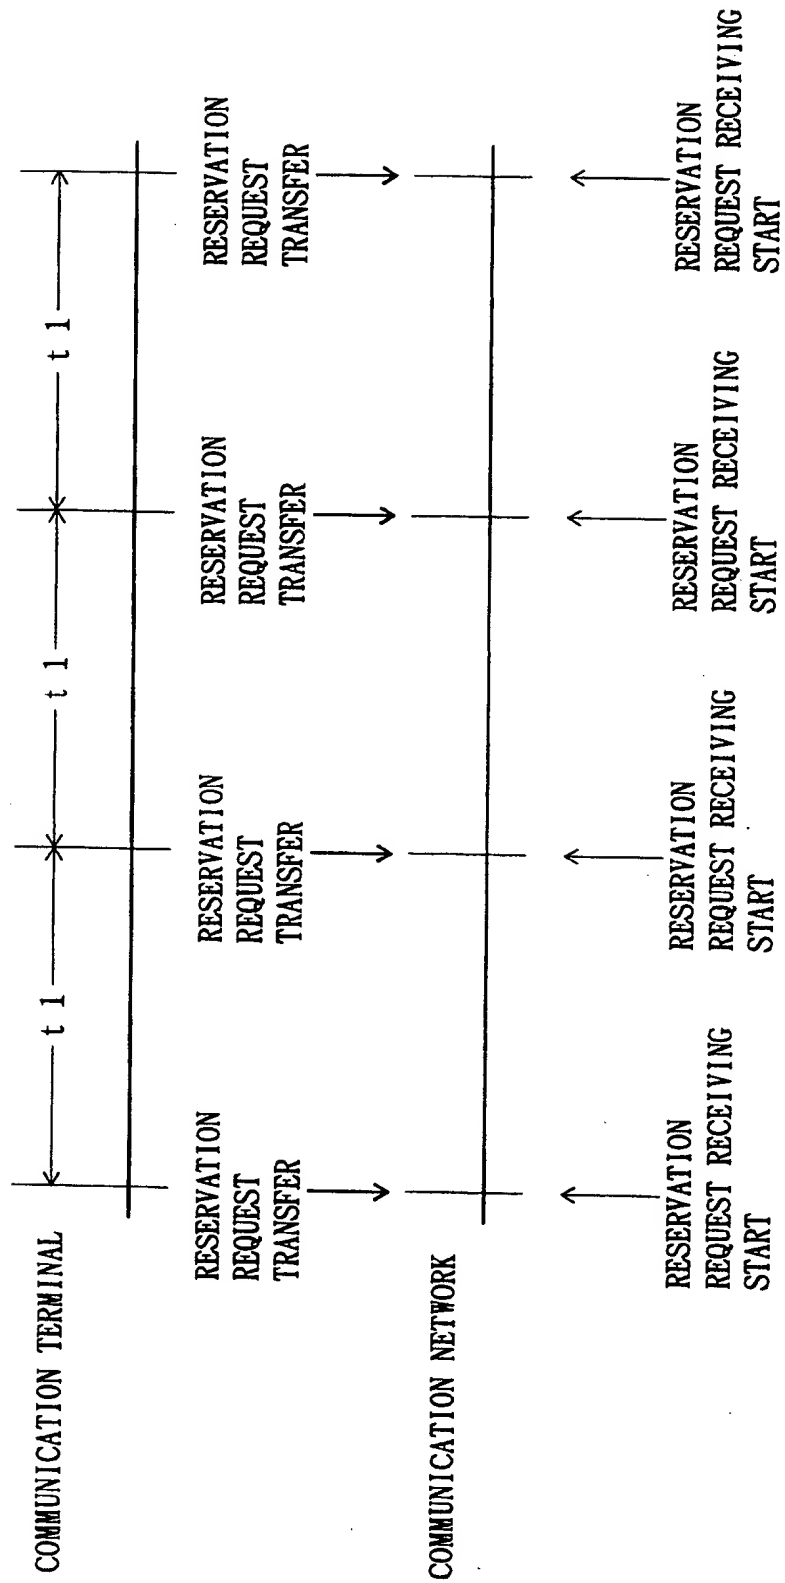 COMMUNICATION TERMINAL
t 1
t 1
t 1
RESERVATION
REQUEST
TRANSFER
RESERVATION
REQUEST
TRANSFER
RESERVATION
REQUEST
TRANSFER
RESERVATION
REQUEST
TRANSFER
COMMUNICATION NETWORK
RESERVATION
REQUEST RECEIVING
START
RESERVATION
REQUEST RECEIVING
START
RESERVATION
REQUEST RECEIVING
START
RESERVATION
REQUEST RECEIVING
START